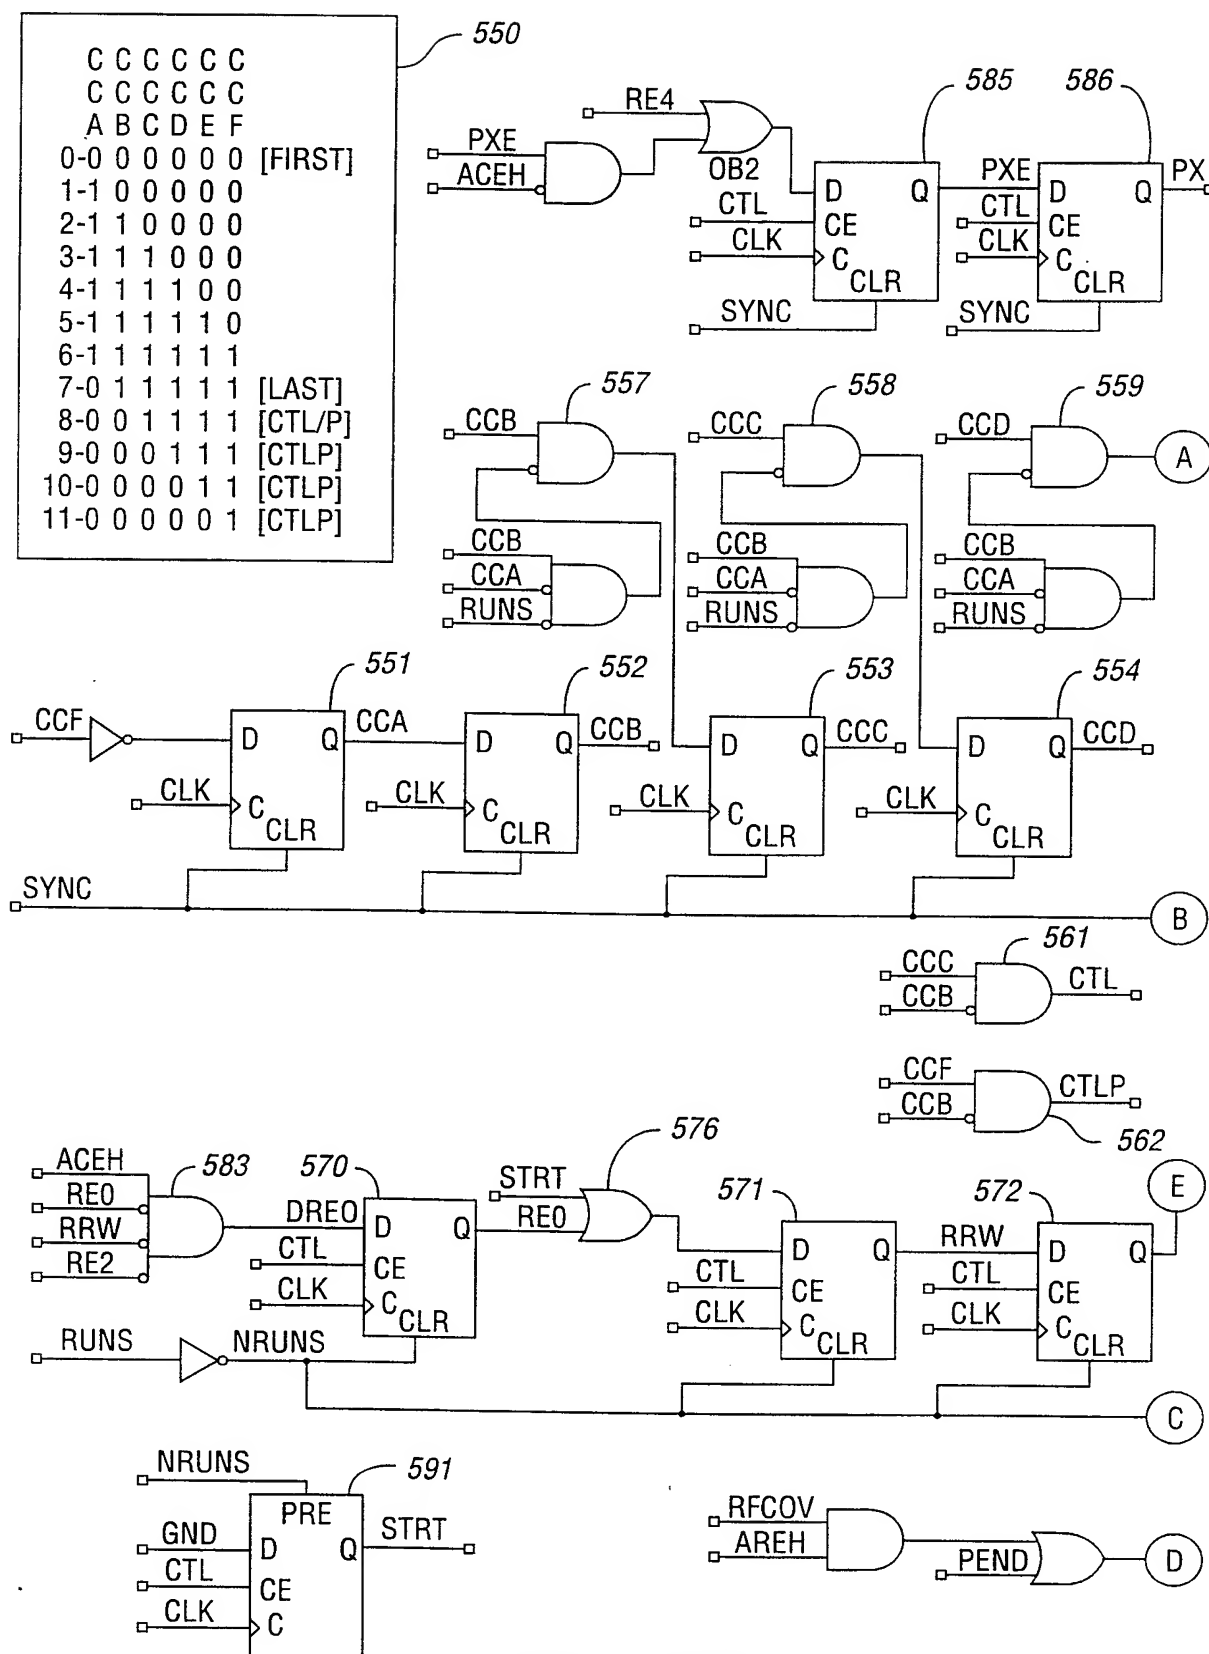 550
C C C C C C
C C C C C C
A B C D E F
0-0 0 0 0 0 0 [FIRST]
1-1 0 0 0 0 0
2-1 1 0 0 0 0
3-1 1 1 0 0 0
4-1 1 1 1 0 0
5-1 1 1 1 1 0
6-1 1 1 1 1 1
7-0 1 1 1 1 1 [LAST]
8-0 0 1 1 1 1 [CTL/P]
9-0 0 0 1 1 1 [CTLP]
10-0 0 0 0 1 1 [CTLP]
11-0 0 0 0 0 1 [CTLP]
585 586
RE4
PXE
ACEH
OB2
CTL
CLK
SYNC
D Q
CE
C
CLR
PXE
CTL
CLK
SYNC
D Q
CE
C
CLR
PX
557
CCB
CCB
CCA
RUNS
558
CCC
CCB
CCA
RUNS
559
CCD
A
CCB
CCA
RUNS
551
CCF
D Q
CLK
C
CLR
CCA
552
D Q
CLK
C
CLR
CCB
553
D Q
CLK
C
CLR
CCC
554
D Q
CLK
C
CLR
CCD
SYNC
B
561
CCC
CCB
CTL
CCF
CCB
CTLP
562
583
ACEH
RE0
RRW
RE2
570
DREO
CTL
CLK
D Q
CE
C
CLR
RUNS
NRUNS
576
STRT
RE0
571
CTL
CLK
D Q
CE
C
CLR
572
RRW
CTL
CLK
D Q
CE
C
CLR
E
C
NRUNS
591
PRE
GND
CTL
CLK
D Q
CE
C
STRT
RFCOV
AREH
PEND
D